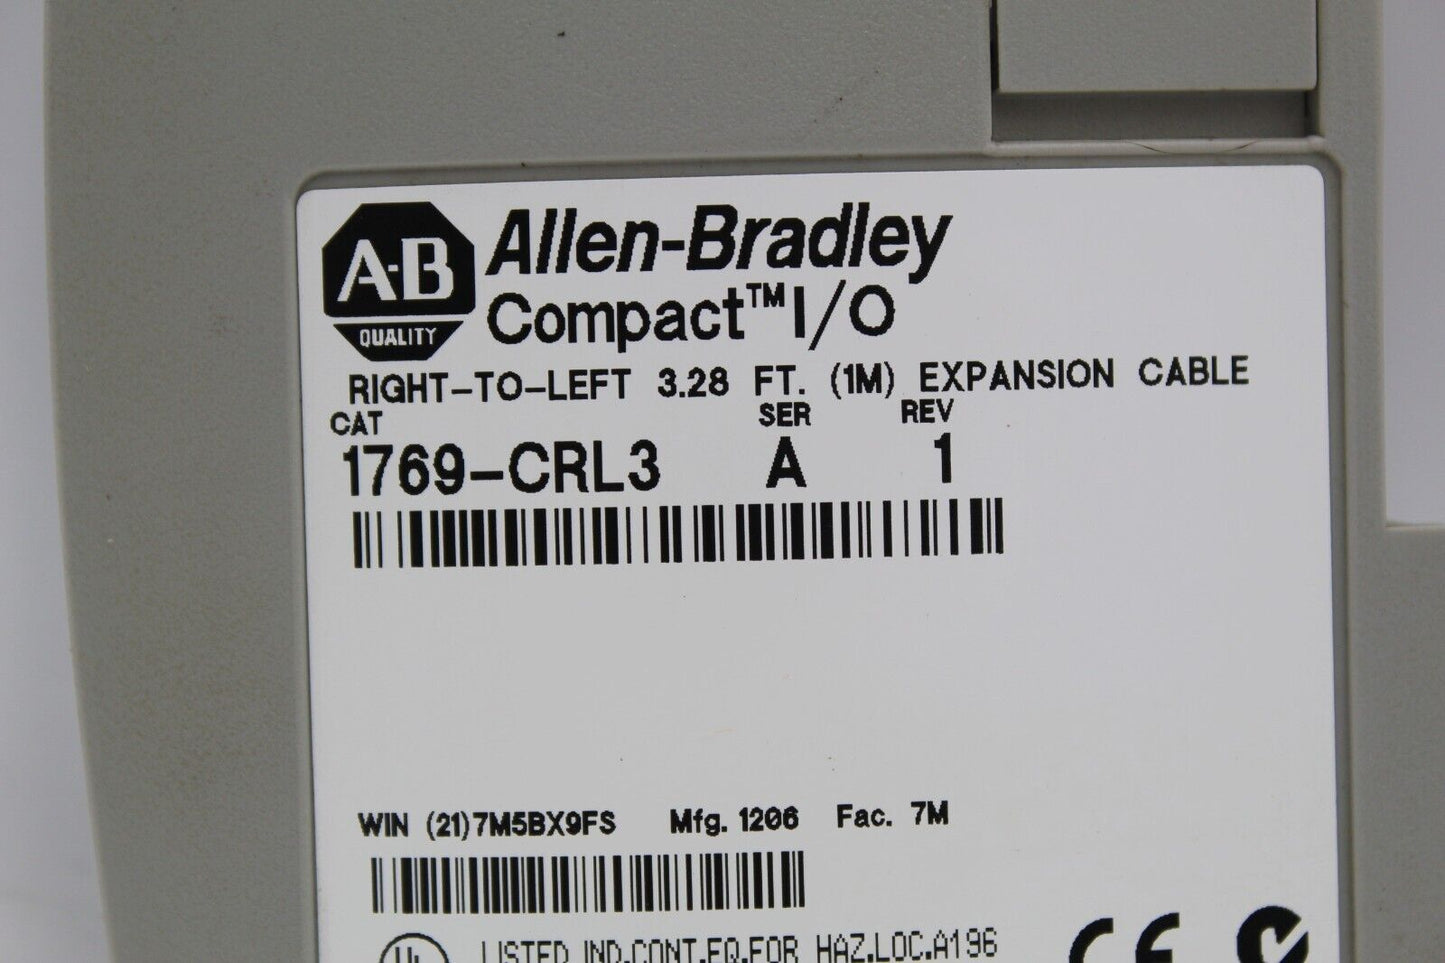 A-B
QUALITY
Allen-Bradley
Compact™ I/O
RIGHT-TO-LEFT 3.28 FT. (1M) EXPANSION CABLE
CAT SER REV
1769-CRL3 A 1
WIN (21)7M5BX9FS Mfg. 1206 Fac. 7M
UL LISTED IND.CONT.EQ.FOR HAZ.LOC.A196 CE